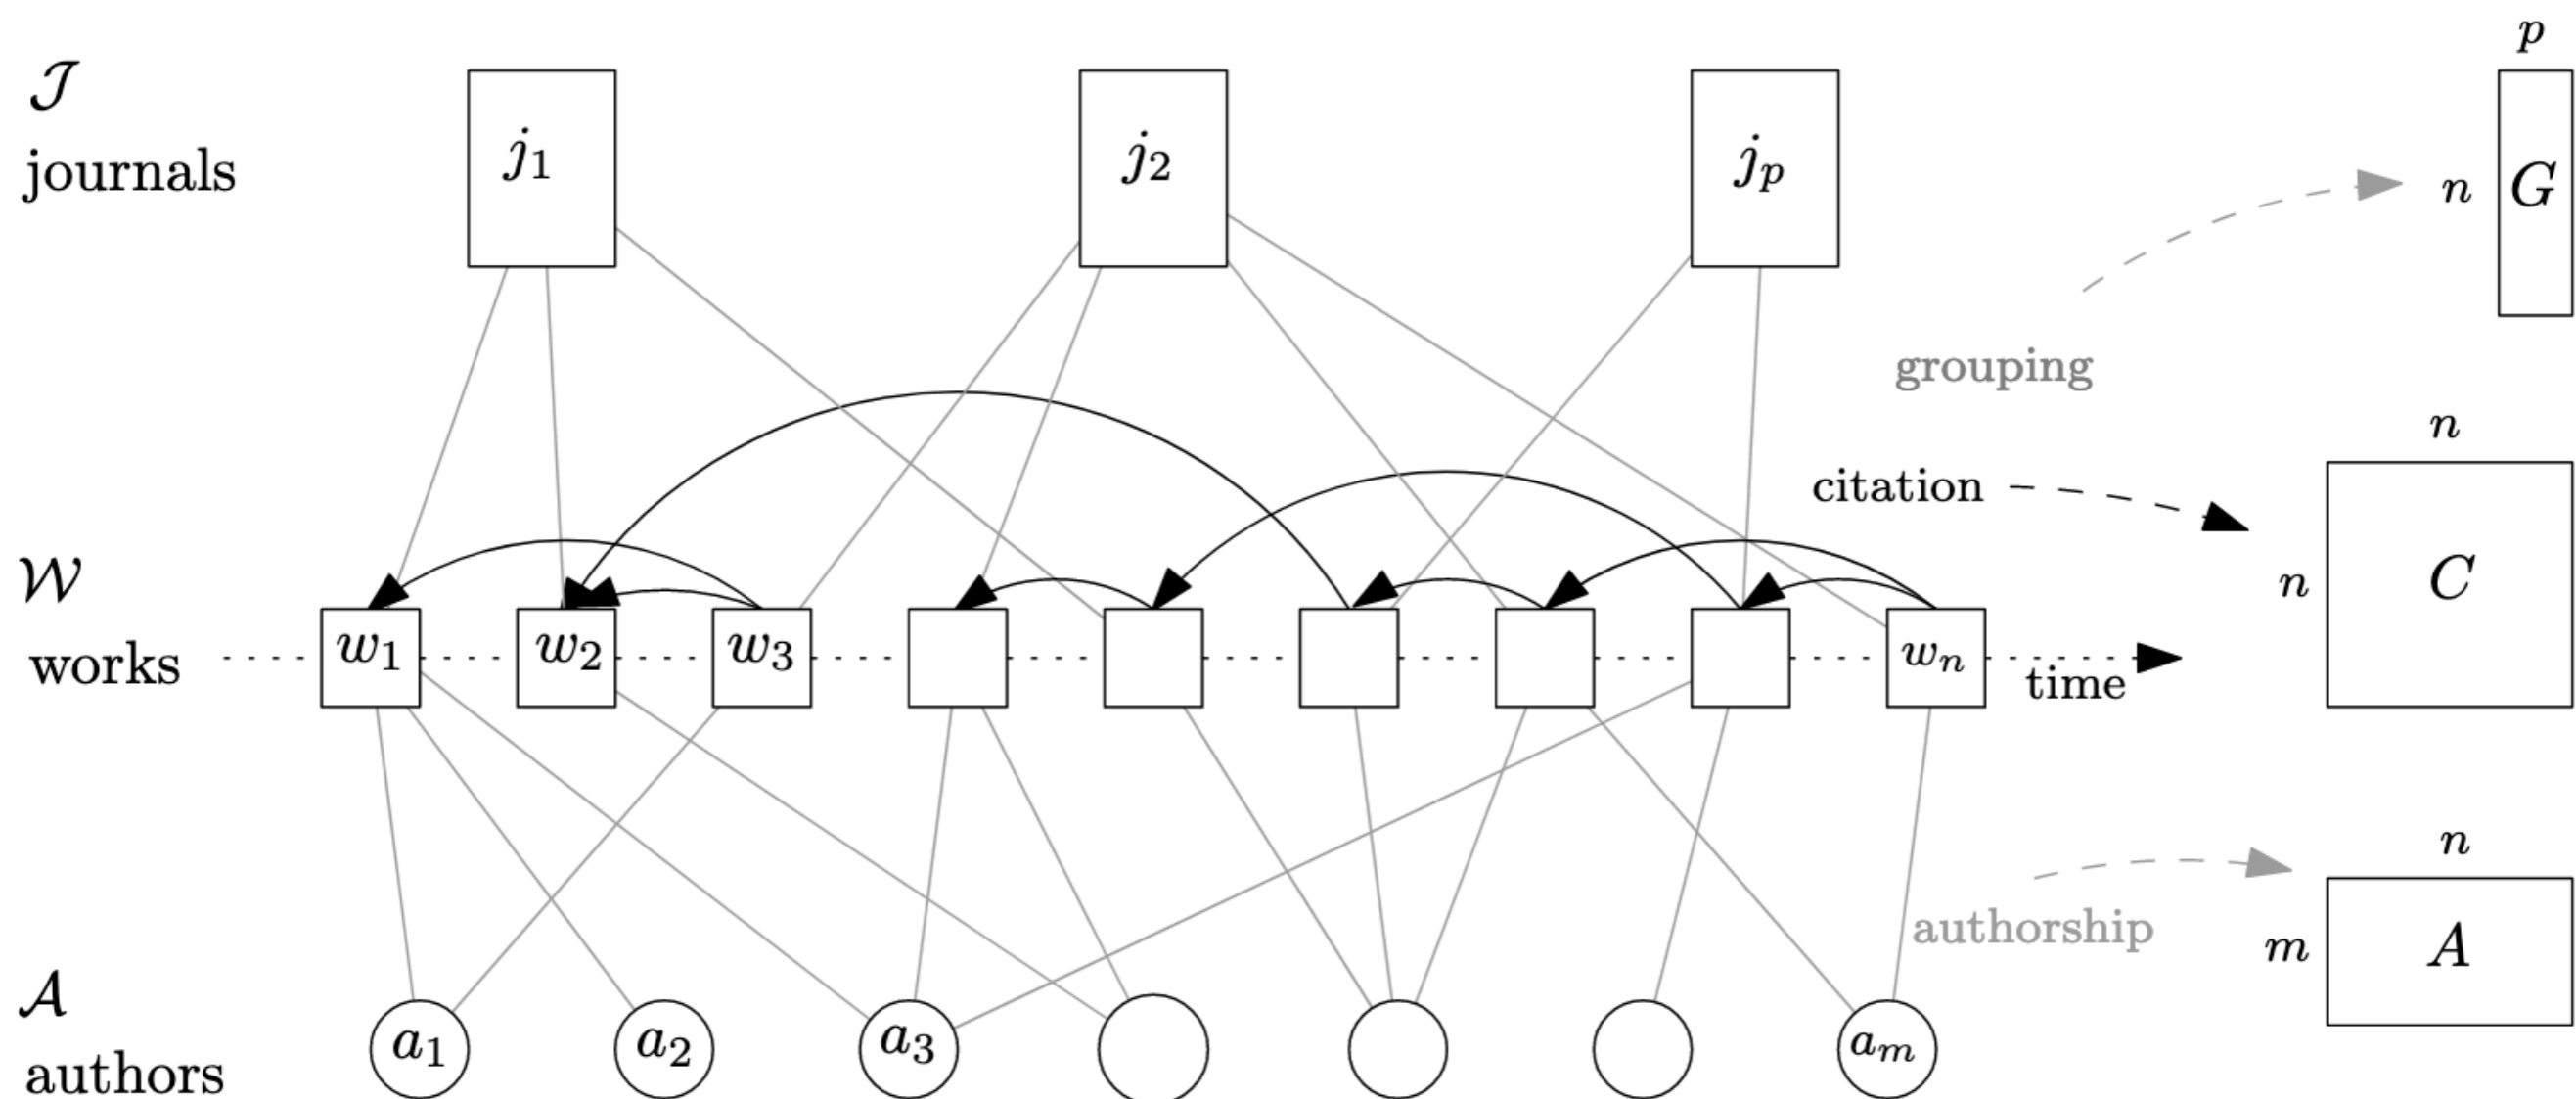 p
𝒥
journals
j₁
j₂
jₚ
n
G
grouping
n
citation
n
C
𝒲
works
w₁
w₂
w₃
wₙ
time
n
authorship
m
A
𝒜
authors
a₁
a₂
a₃
aₘ